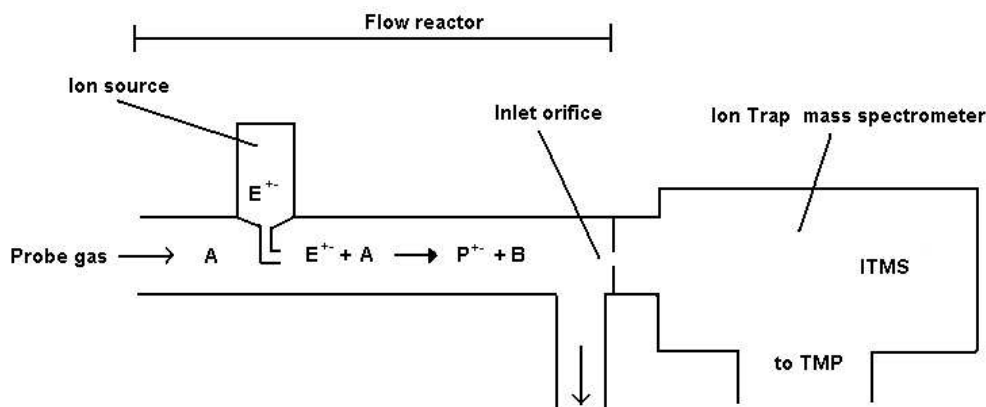 Flow reactor
Ion source
Inlet orifice
Ion Trap mass spectrometer
E⁺⁻
Probe gas
A
E⁺⁻ + A
P⁺⁻ + B
ITMS
to TMP